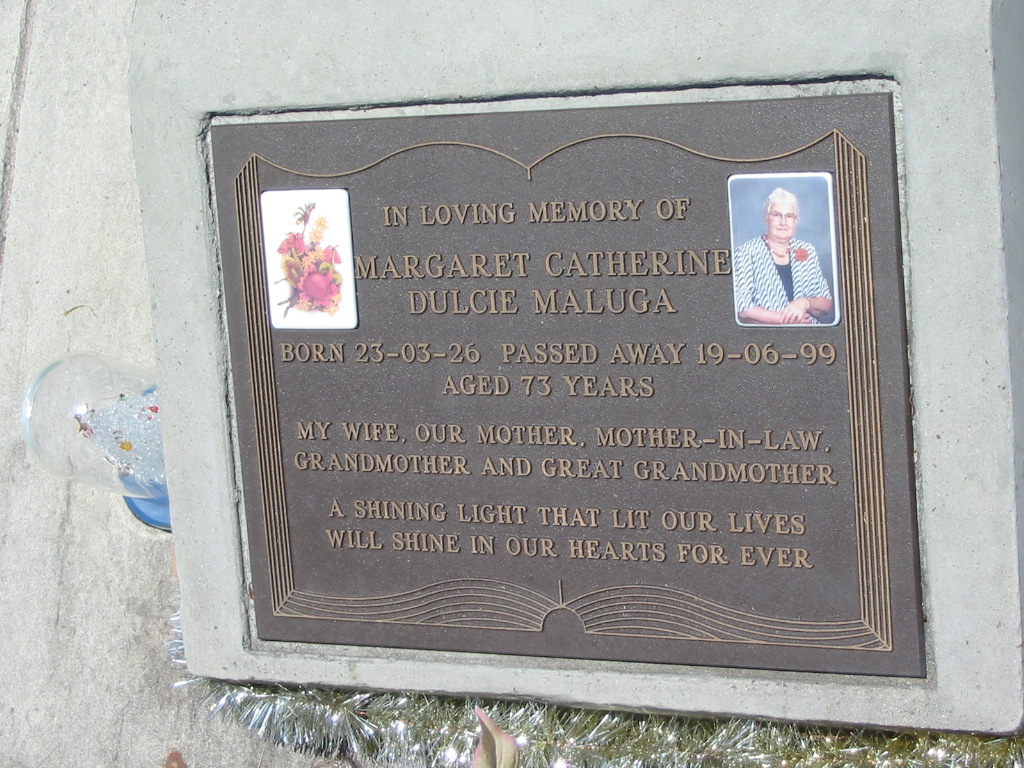 IN LOVING MEMORY OF
MARGARET CATHERINE
DULCIE MALUGA
BORN 23-03-26 PASSED AWAY 19-06-99
AGED 73 YEARS
MY WIFE, OUR MOTHER, MOTHER-IN-LAW,
GRANDMOTHER AND GREAT GRANDMOTHER
A SHINING LIGHT THAT LIT OUR LIVES
WILL SHINE IN OUR HEARTS FOR EVER